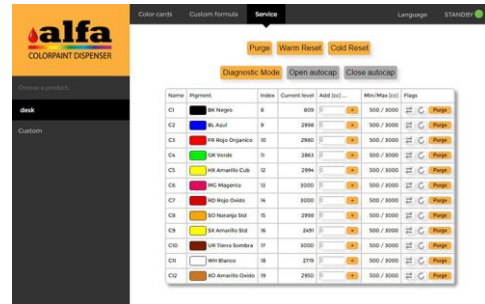 Color cards Custom formula Service Language STANDBY
alfa
COLORPAINT DISPENSER
Purge Warm Reset Cold Reset
Diagnostic Mode Open autocap Close autocap
Choose a product:
desk
Custom
Name Pigment Index Current level Add [cc] ... Min/Max [cc] Flags
C1 BK Negro 8 809 + 500 / 3000 Purge
C2 BL Azul 9 2998 + 500 / 3000 Purge
C3 FR Rojo Organico 10 2980 + 500 / 3000 Purge
C4 GR Verde 11 2863 + 500 / 3000 Purge
C5 HK Amarillo Cub 12 2994 + 500 / 3000 Purge
C6 MG Magenta 13 3000 + 500 / 3000 Purge
C7 RD Rojo Oxido 14 3000 + 500 / 3000 Purge
C8 SO Naranja Std 15 2998 + 500 / 3000 Purge
C9 SX Amarillo Std 16 2491 + 500 / 3000 Purge
C10 UR Tierra Sombra 17 3000 + 500 / 3000 Purge
C11 WH Blanco 18 2719 + 500 / 3000 Purge
C12 XO Amarillo Oxido 19 2950 + 500 / 3000 Purge